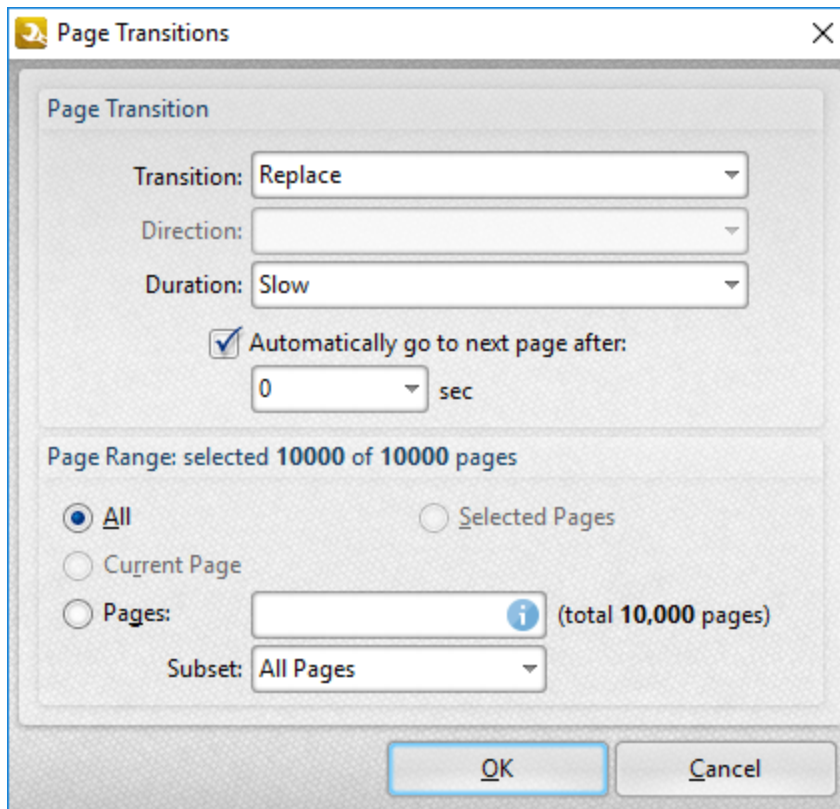 Page Transitions
Page Transition
Transition: Replace
Direction:
Duration: Slow
Automatically go to next page after:
0 sec
Page Range: selected 10000 of 10000 pages
All Selected Pages
Current Page
Pages: (total 10,000 pages)
Subset: All Pages
OK Cancel